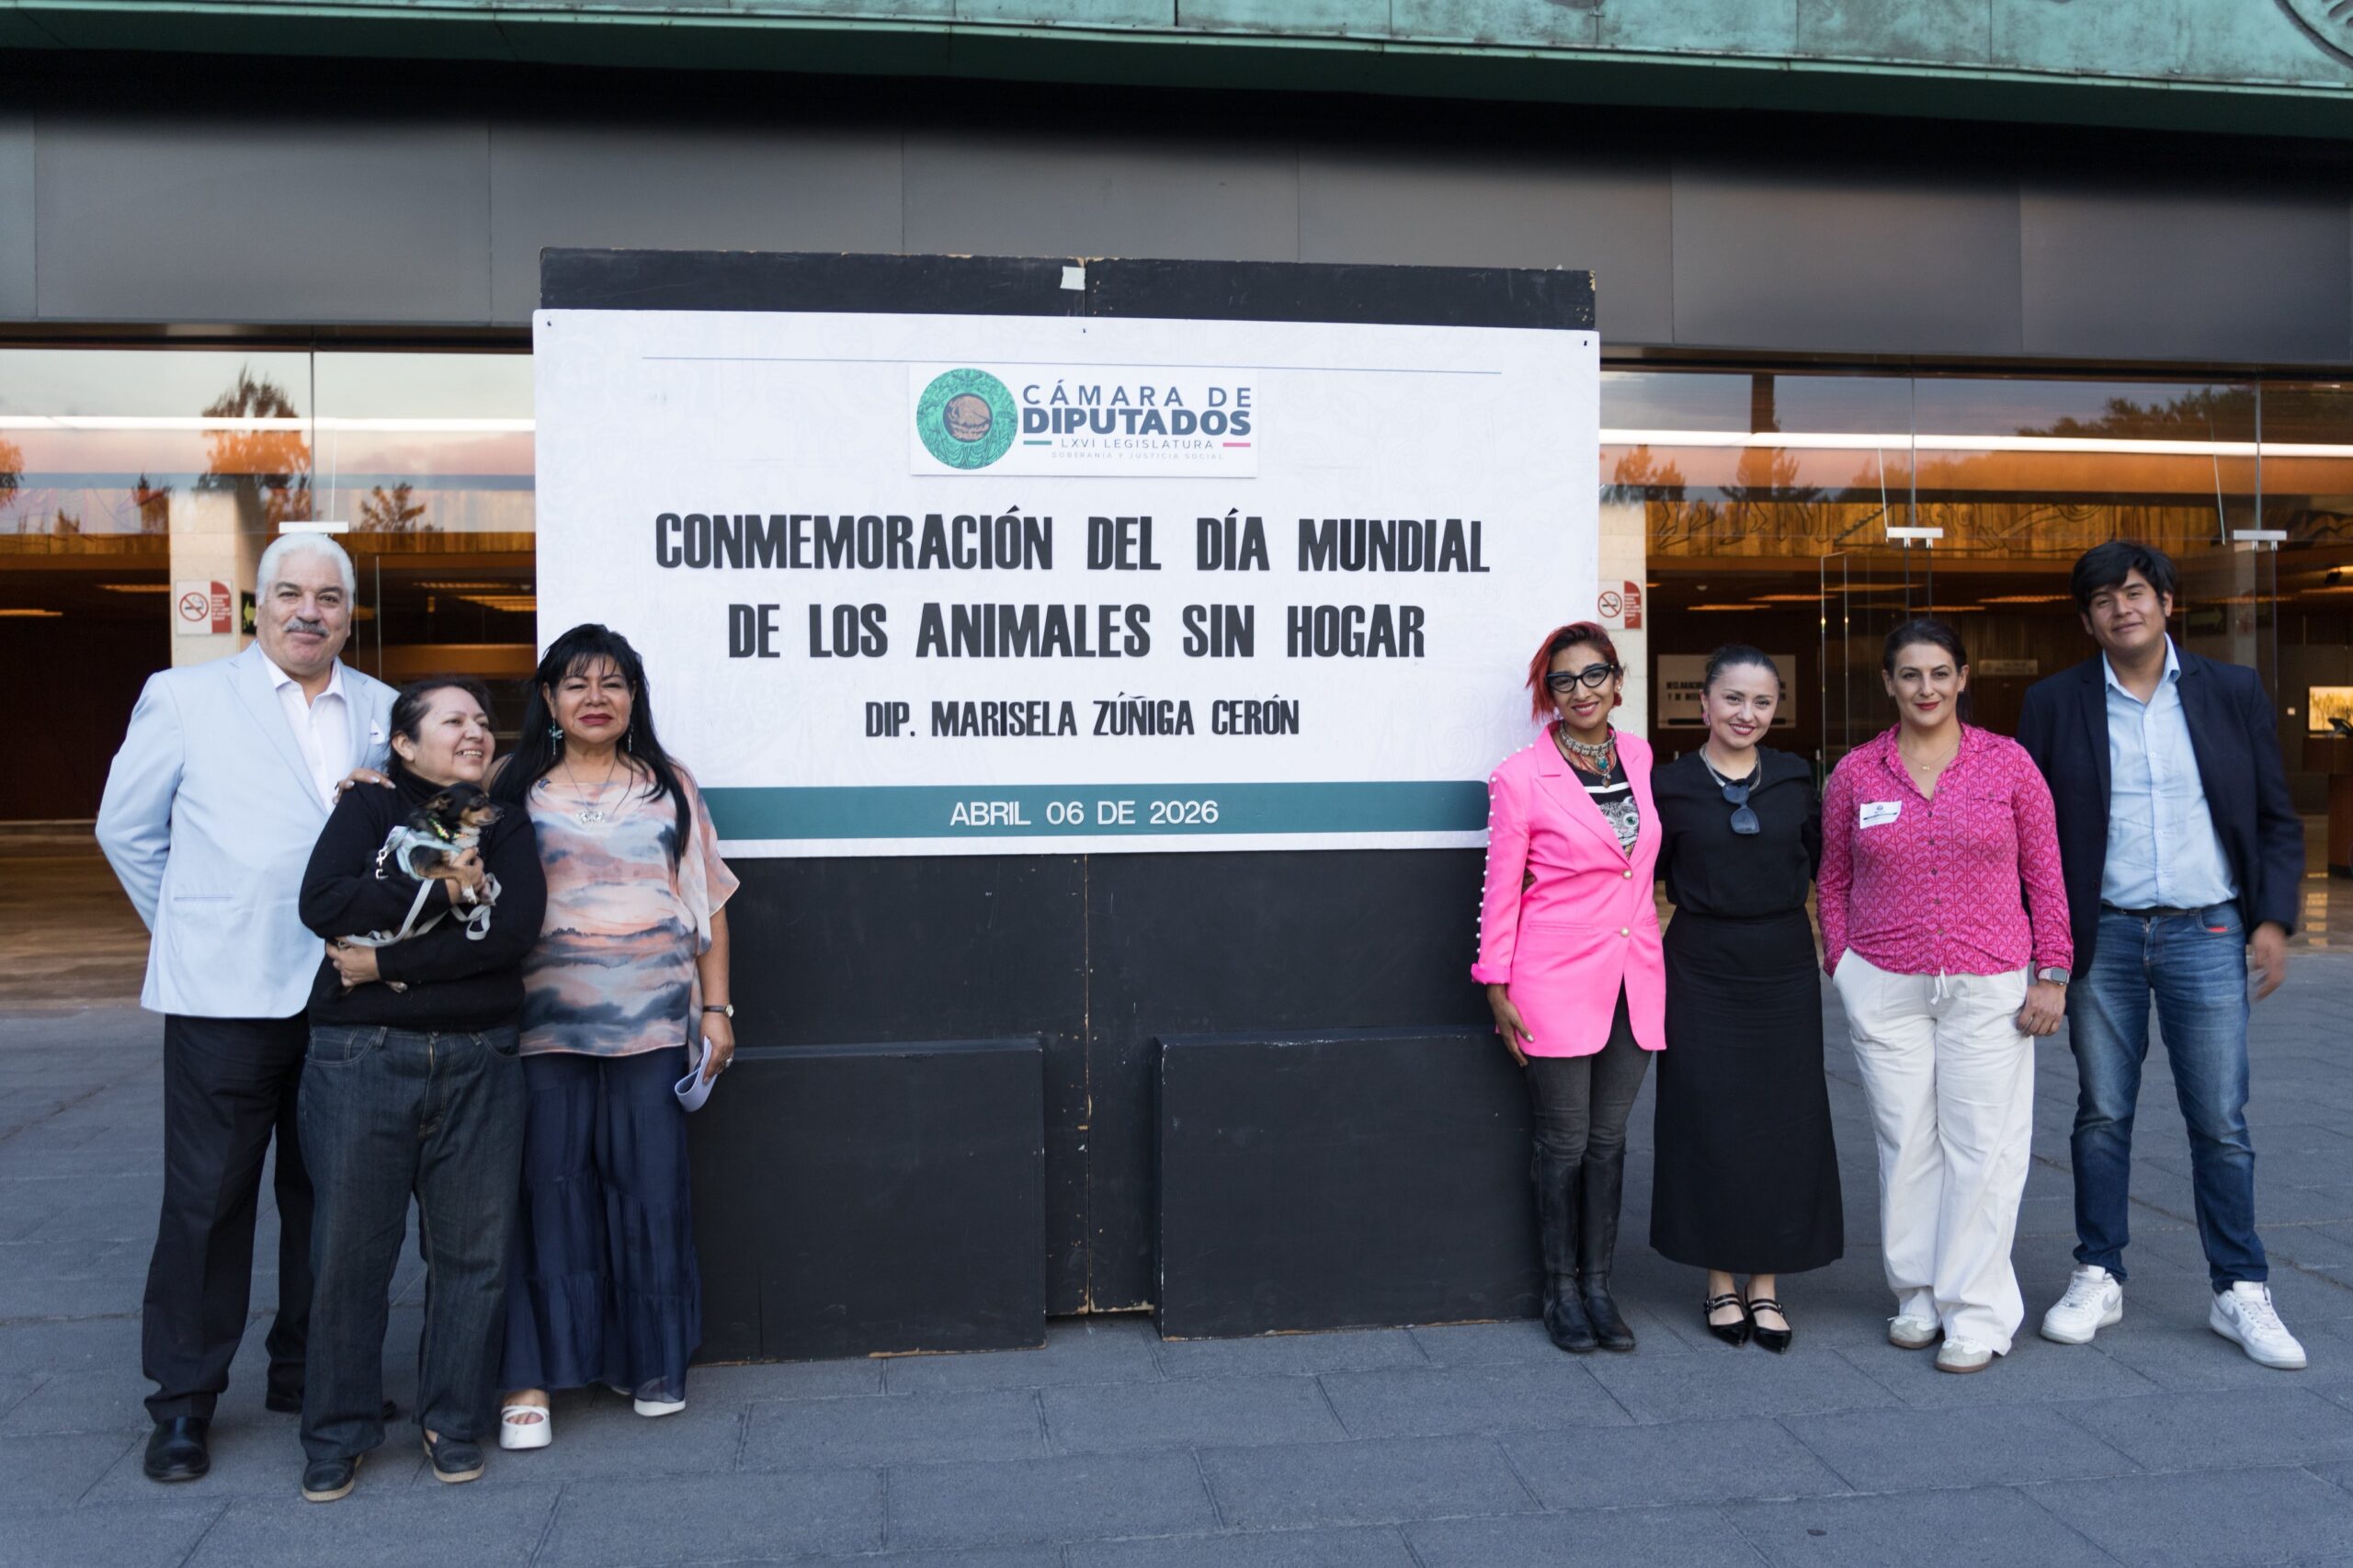 CÁMARA DE
DIPUTADOS
LXVI LEGISLATURA
SOBERANÍA Y JUSTICIA SOCIAL
CONMEMORACIÓN DEL DÍA MUNDIAL
DE LOS ANIMALES SIN HOGAR
DIP. MARISELA ZÚÑIGA CERÓN
ABRIL 06 DE 2026